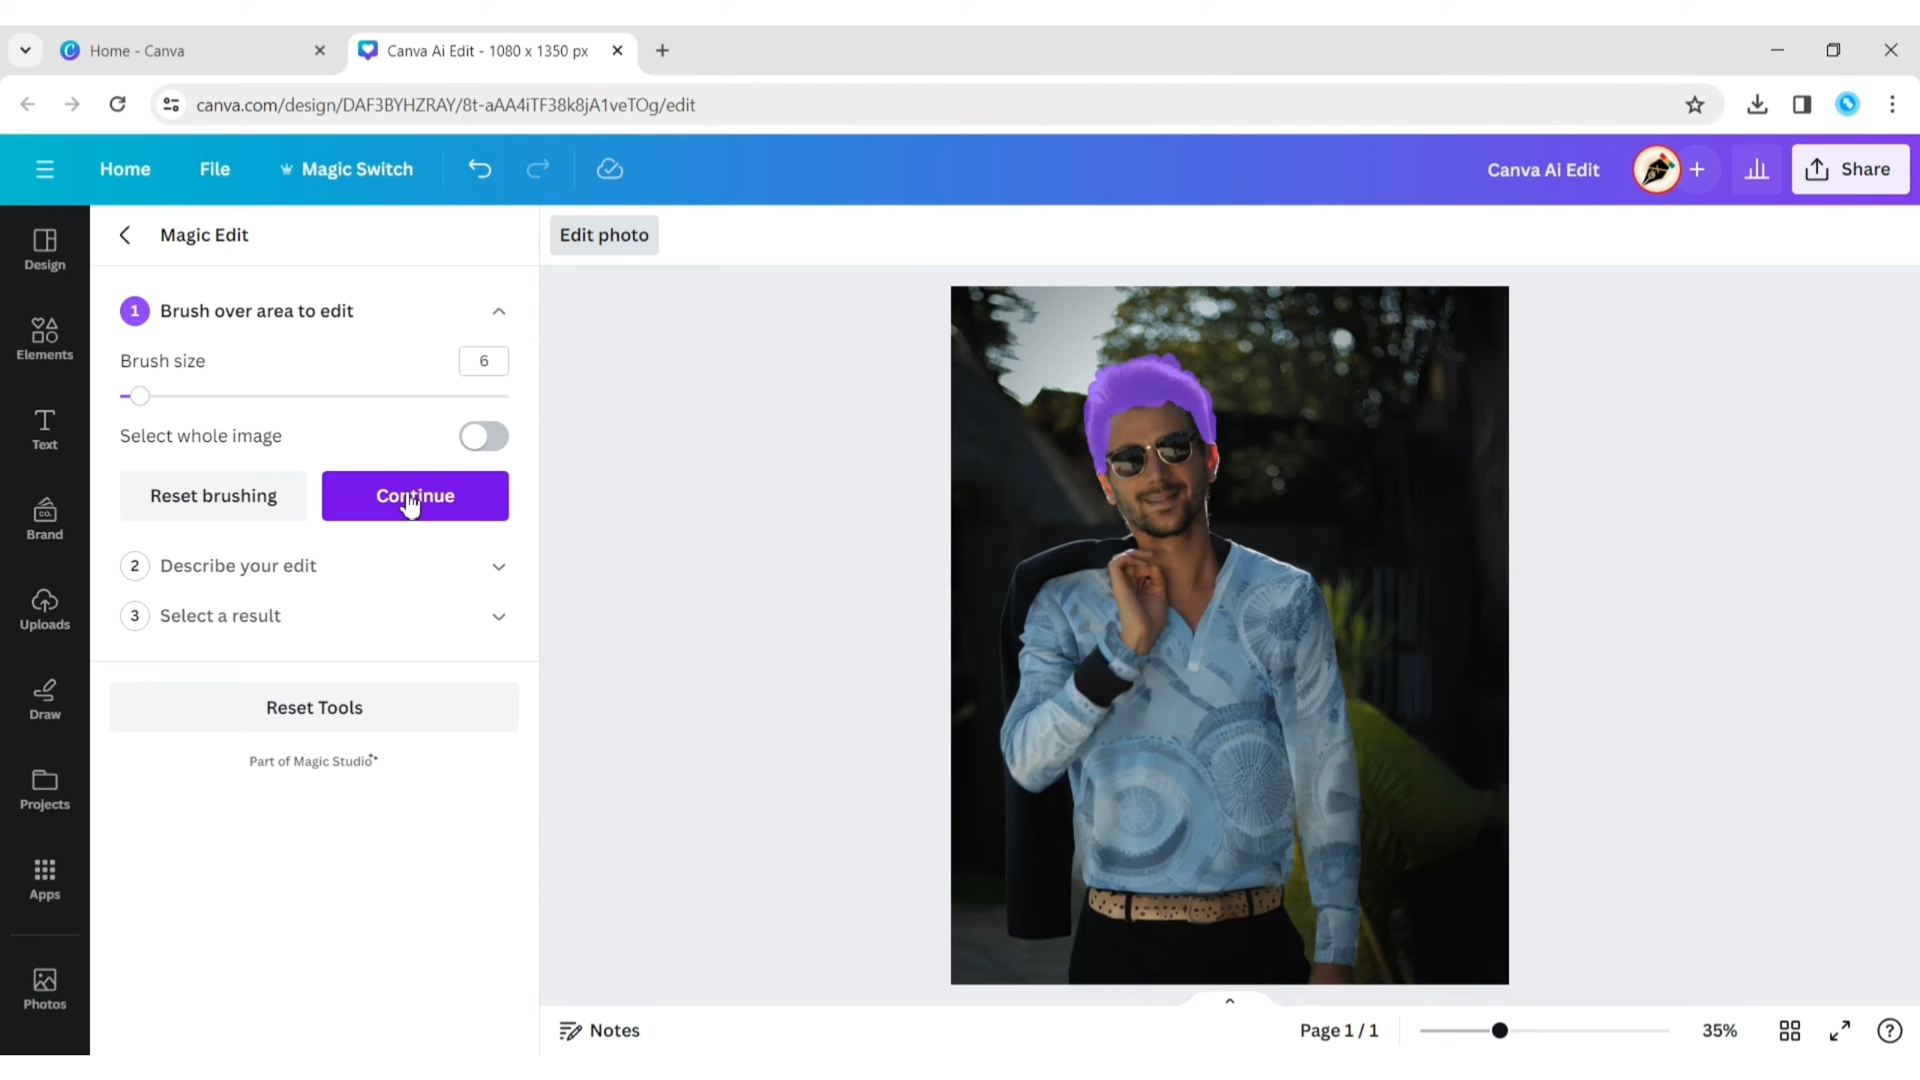 Home - Canva
Canva Ai Edit - 1080 x 1350 px
canva.com/design/DAF3BYHZRAY/8t-aAA4iTF38k8jA1veTOg/edit
Home
File
Magic Switch
Canva Ai Edit
Share
Design
Elements
Text
CO.
Brand
Uploads
Draw
Projects
Apps
Photos
Magic Edit
1 Brush over area to edit
Brush size
6
Select whole image
Reset brushing
Continue
2 Describe your edit
3 Select a result
Reset Tools
Part of Magic Studio
Edit photo
Notes
Page 1 / 1
35%